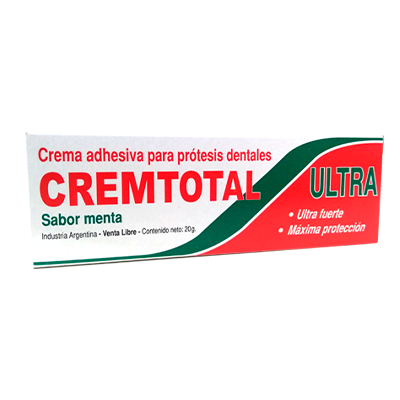 Crema adhesiva para prótesis dentales
CREMTOTAL
Sabor menta
Industria Argentina - Venta Libre - Contenido neto: 20g.
ULTRA
• Ultra fuerte
• Máxima protección